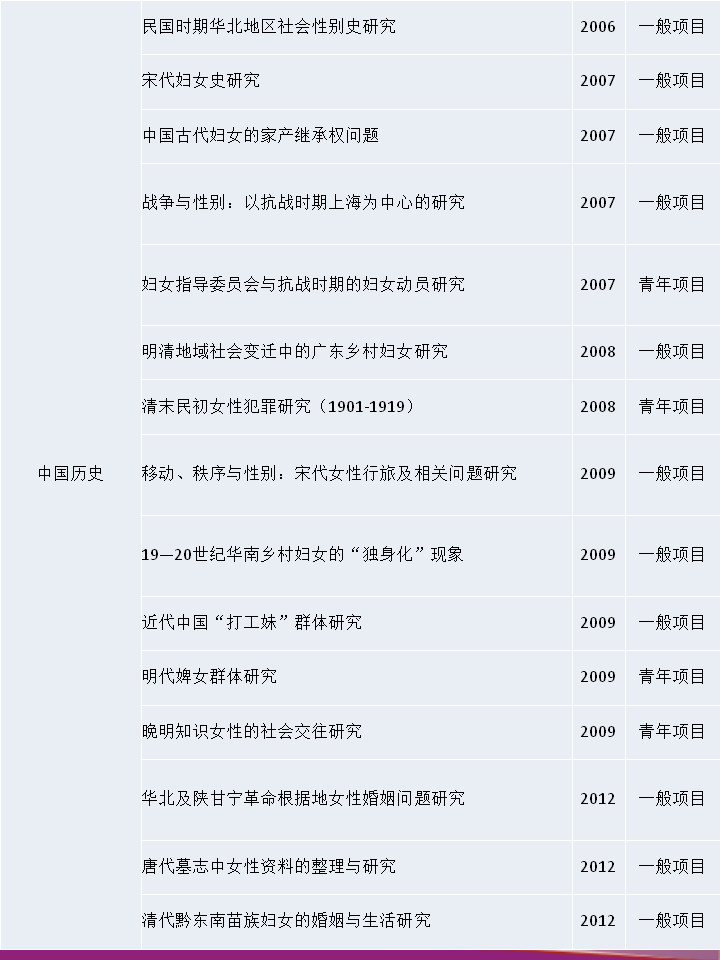 民国时期华北地区社会性别史研究 2006 一般项目
宋代妇女史研究 2007 一般项目
中国古代妇女的家产继承权问题 2007 一般项目
战争与性别：以抗战时期上海为中心的研究 2007 一般项目
妇女指导委员会与抗战时期的妇女动员研究 2007 青年项目
明清地域社会变迁中的广东乡村妇女研究 2008 一般项目
清末民初女性犯罪研究（1901-1919） 2008 青年项目
中国历史 移动、秩序与性别：宋代女性行旅及相关问题研究 2009 一般项目
19—20世纪华南乡村妇女的“独身化”现象 2009 一般项目
近代中国“打工妹”群体研究 2009 一般项目
明代婢女群体研究 2009 青年项目
晚明知识女性的社会交往研究 2009 青年项目
华北及陕甘宁革命根据地女性婚姻问题研究 2012 一般项目
唐代墓志中女性资料的整理与研究 2012 一般项目
清代黔东南苗族妇女的婚姻与生活研究 2012 一般项目